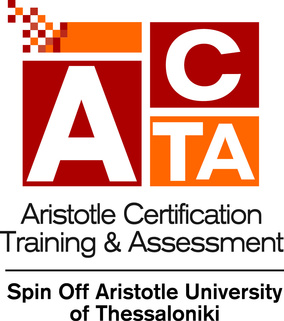 A C
TA
Aristotle Certification
Training & Assessment
Spin Off Aristotle University
of Thessaloniki